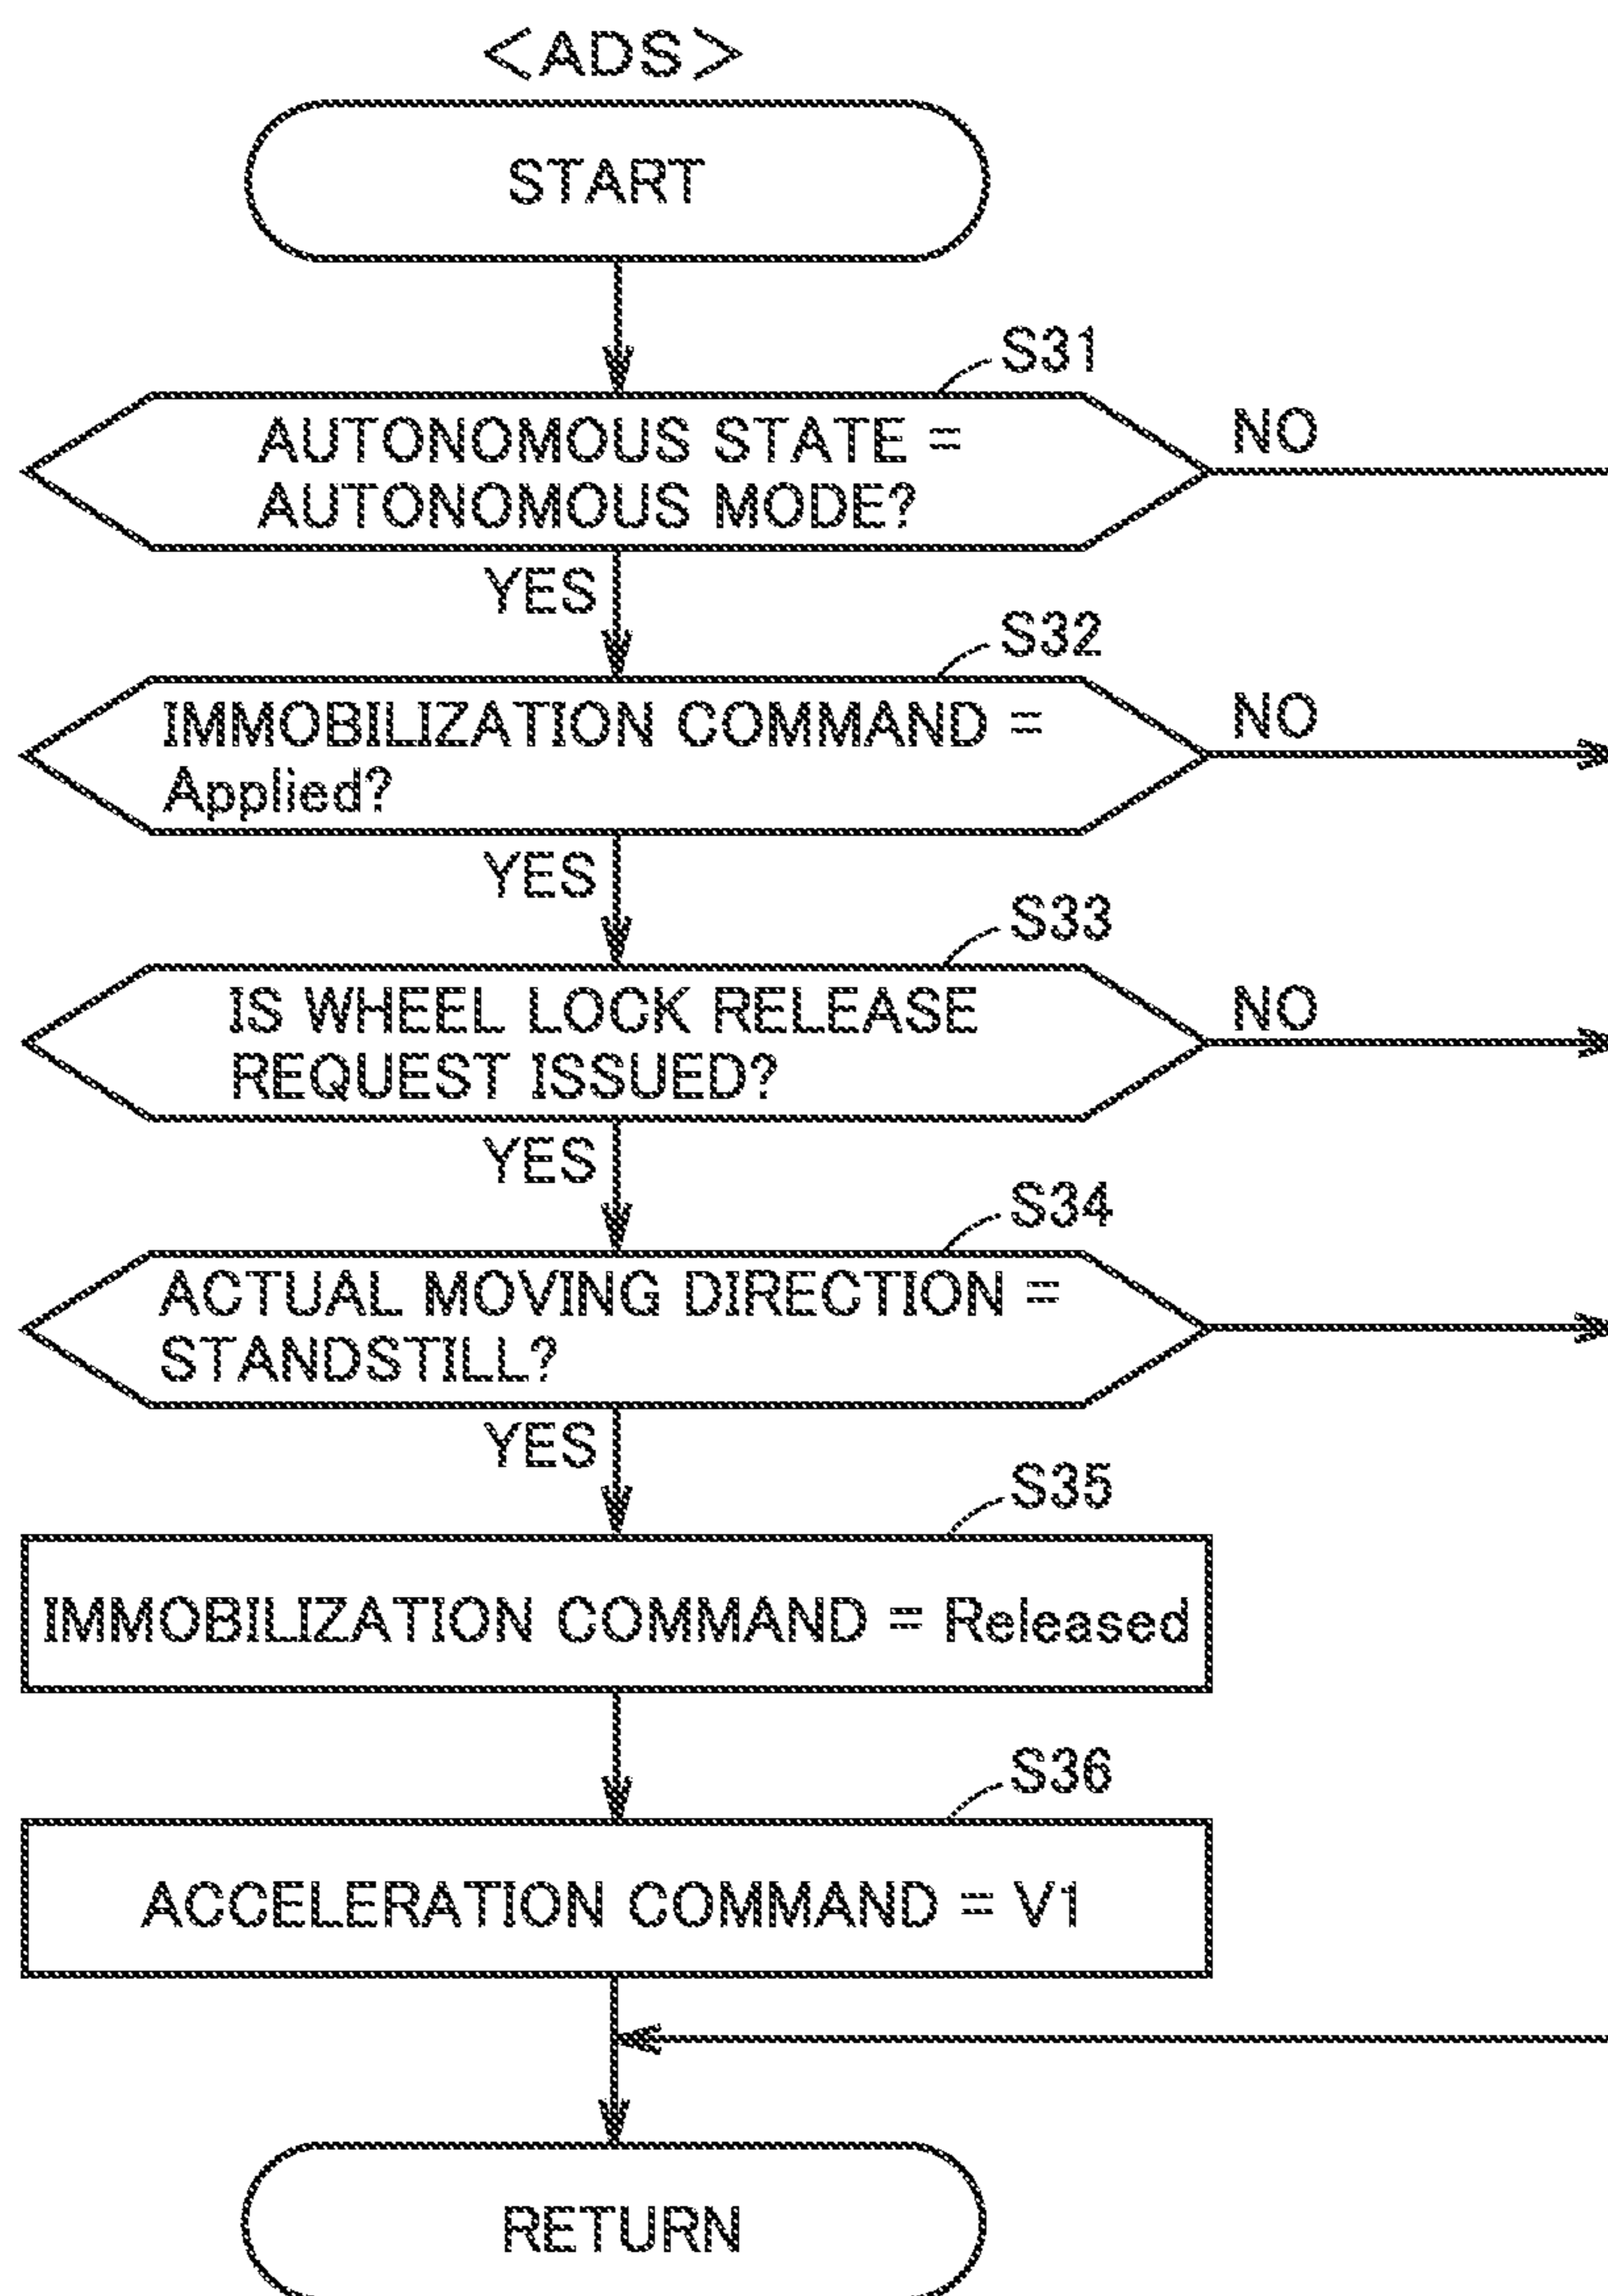 <ADS>
START
S31
AUTONOMOUS STATE =
AUTONOMOUS MODE?
NO
YES
S32
IMMOBILIZATION COMMAND =
Applied?
NO
YES
S33
IS WHEEL LOCK RELEASE
REQUEST ISSUED?
NO
YES
S34
ACTUAL MOVING DIRECTION =
STANDSTILL?
YES
S35
IMMOBILIZATION COMMAND = Released
S36
ACCELERATION COMMAND = V1
RETURN